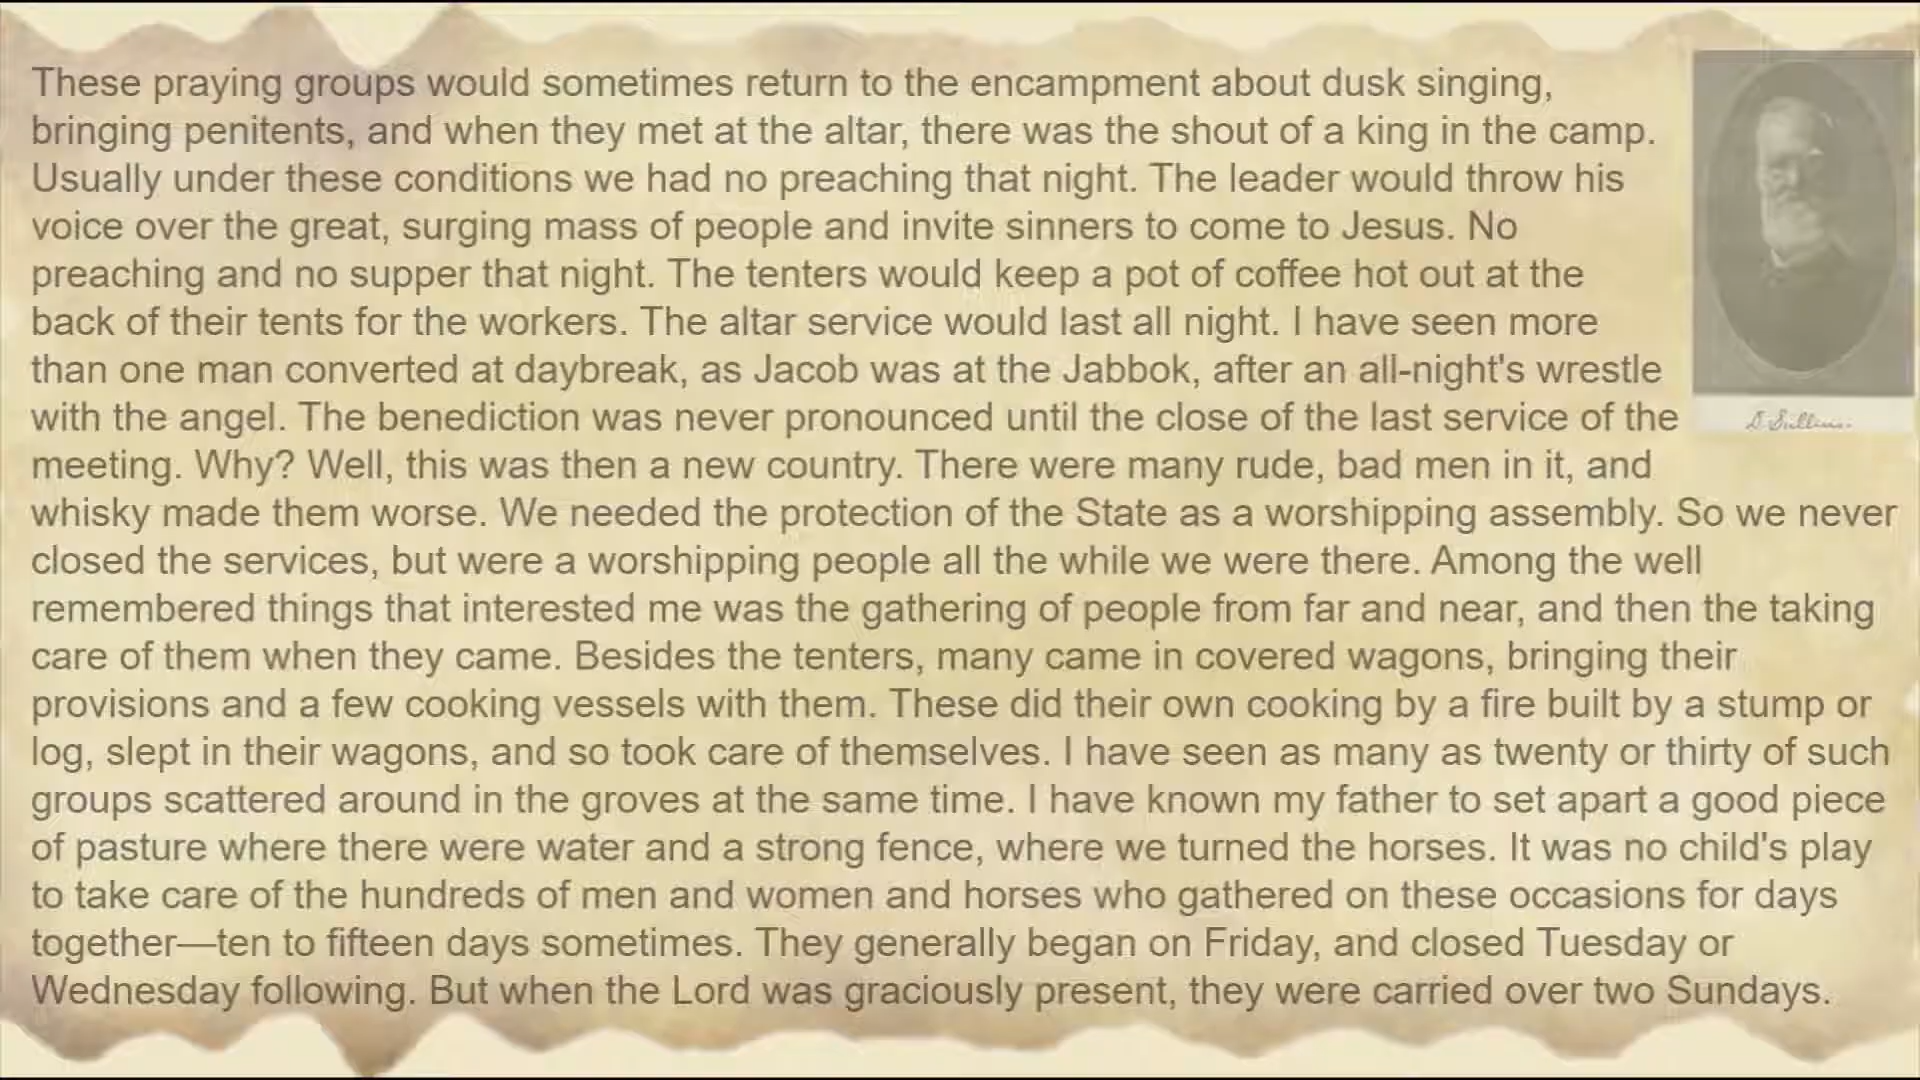 These praying groups would sometimes return to the encampment about dusk singing,
bringing penitents, and when they met at the altar, there was the shout of a king in the camp.
Usually under these conditions we had no preaching that night. The leader would throw his
voice over the great, surging mass of people and invite sinners to come to Jesus. No
preaching and no supper that night. The tenters would keep a pot of coffee hot out at the
back of their tents for the workers. The altar service would last all night. I have seen more
than one man converted at daybreak, as Jacob was at the Jabbok, after an all-night's wrestle
with the angel. The benediction was never pronounced until the close of the last service of the
meeting. Why? Well, this was then a new country. There were many rude, bad men in it, and
whisky made them worse. We needed the protection of the State as a worshipping assembly. So we never
closed the services, but were a worshipping people all the while we were there. Among the well
remembered things that interested me was the gathering of people from far and near, and then the taking
care of them when they came. Besides the tenters, many came in covered wagons, bringing their
provisions and a few cooking vessels with them. These did their own cooking by a fire built by a stump or
log, slept in their wagons, and so took care of themselves. I have seen as many as twenty or thirty of such
groups scattered around in the groves at the same time. I have known my father to set apart a good piece
of pasture where there were water and a strong fence, where we turned the horses. It was no child's play
to take care of the hundreds of men and women and horses who gathered on these occasions for days
together—ten to fifteen days sometimes. They generally began on Friday, and closed Tuesday or
Wednesday following. But when the Lord was graciously present, they were carried over two Sundays.
D. Sullins.